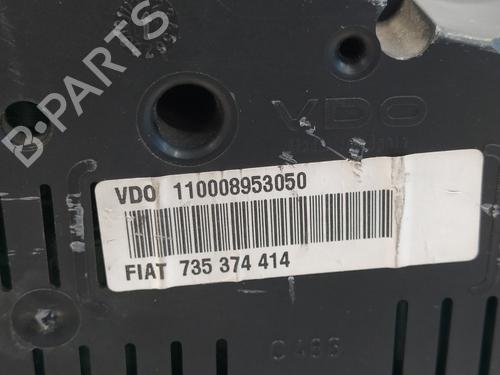 B-PARTS
VDO
VDO 110008953050
FIAT 735 374 414